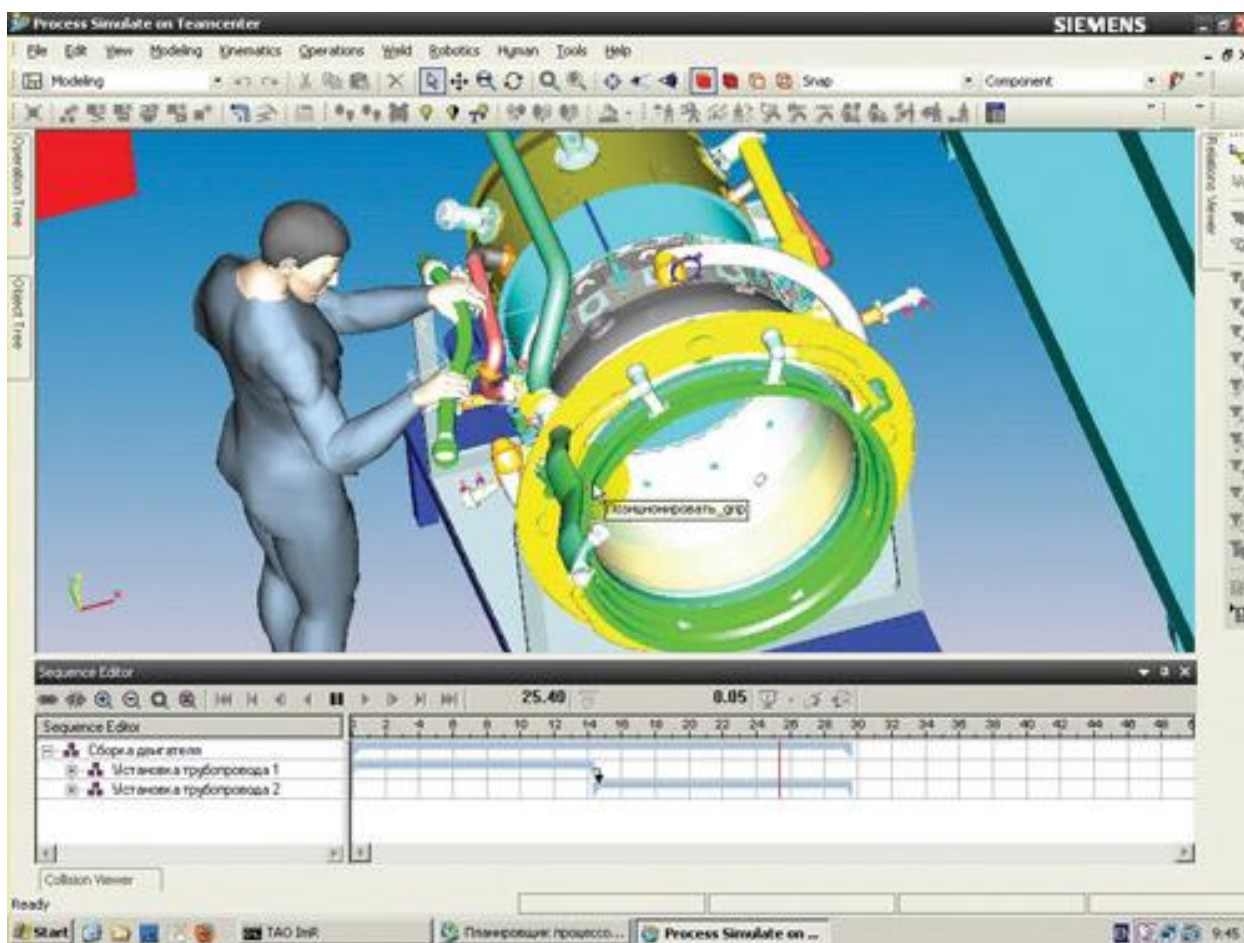 Process Simulate on Teamcenter
SIEMENS
File Edit View Modeling Kinematics Operations Weld Robotics Human Tools Help
Modeling
Snap
Component
Operation Tree
Object Tree
Relations Viewer
Позиционировать_grip
Sequence Editor
25.40
0.05
Sequence Editor
2 4 6 8 10 12 14 16 18 20 22 24 26 28 30 32 34 36 38 40 42 44 46 48
Сборка двигателя
Установка трубопровода 1
Установка трубопровода 2
Collision Viewer
Ready
Start
TAO ImR
Планировщик процессо...
Process Simulate on ...
9:45